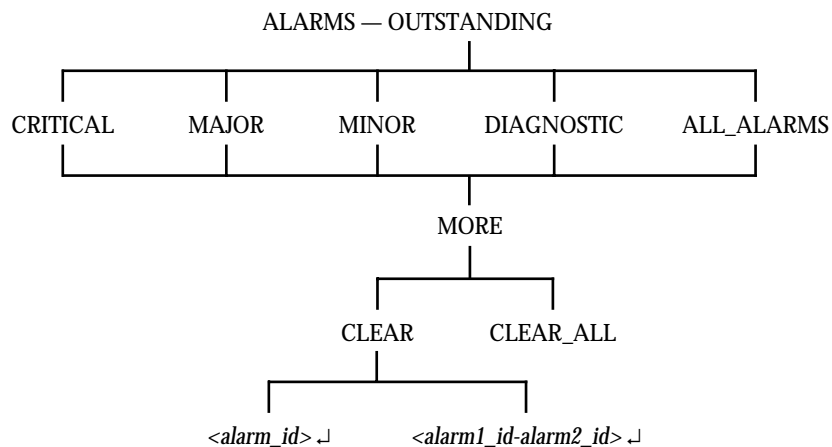 ALARMS — OUTSTANDING
CRITICAL MAJOR MINOR DIAGNOSTIC ALL_ALARMS
MORE
CLEAR CLEAR_ALL
<alarm_id> ↵ <alarm1_id-alarm2_id> ↵